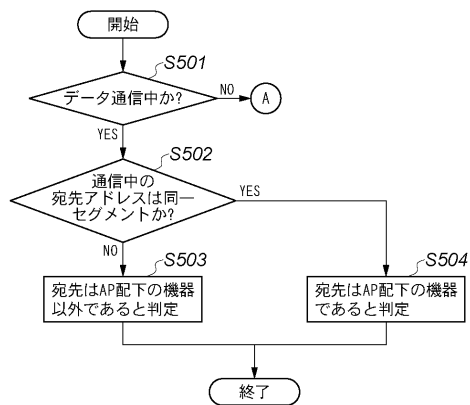 開始
S501
データ通信中か?
NO
A
YES
S502
通信中の
宛先アドレスは同一
セグメントか?
YES
NO
S503
宛先はAP配下の機器
以外であると判定
S504
宛先はAP配下の機器
であると判定
終了